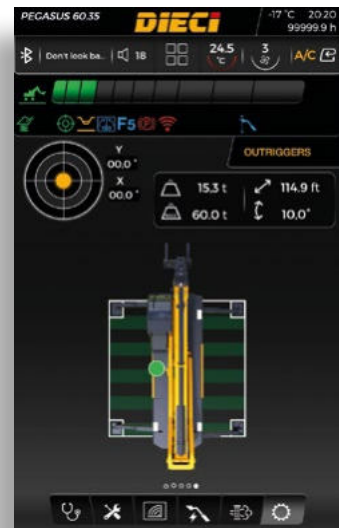 PEGASUS 60.35
DIECI
-17 °C 20:20
99999.9 h
Don't look ba..
18
24.5
°C
3
A/C
F5
Y
00,0 °
X
00,0 °
OUTRIGGERS
15.3 t
114.9 ft
60.0 t
10,0°